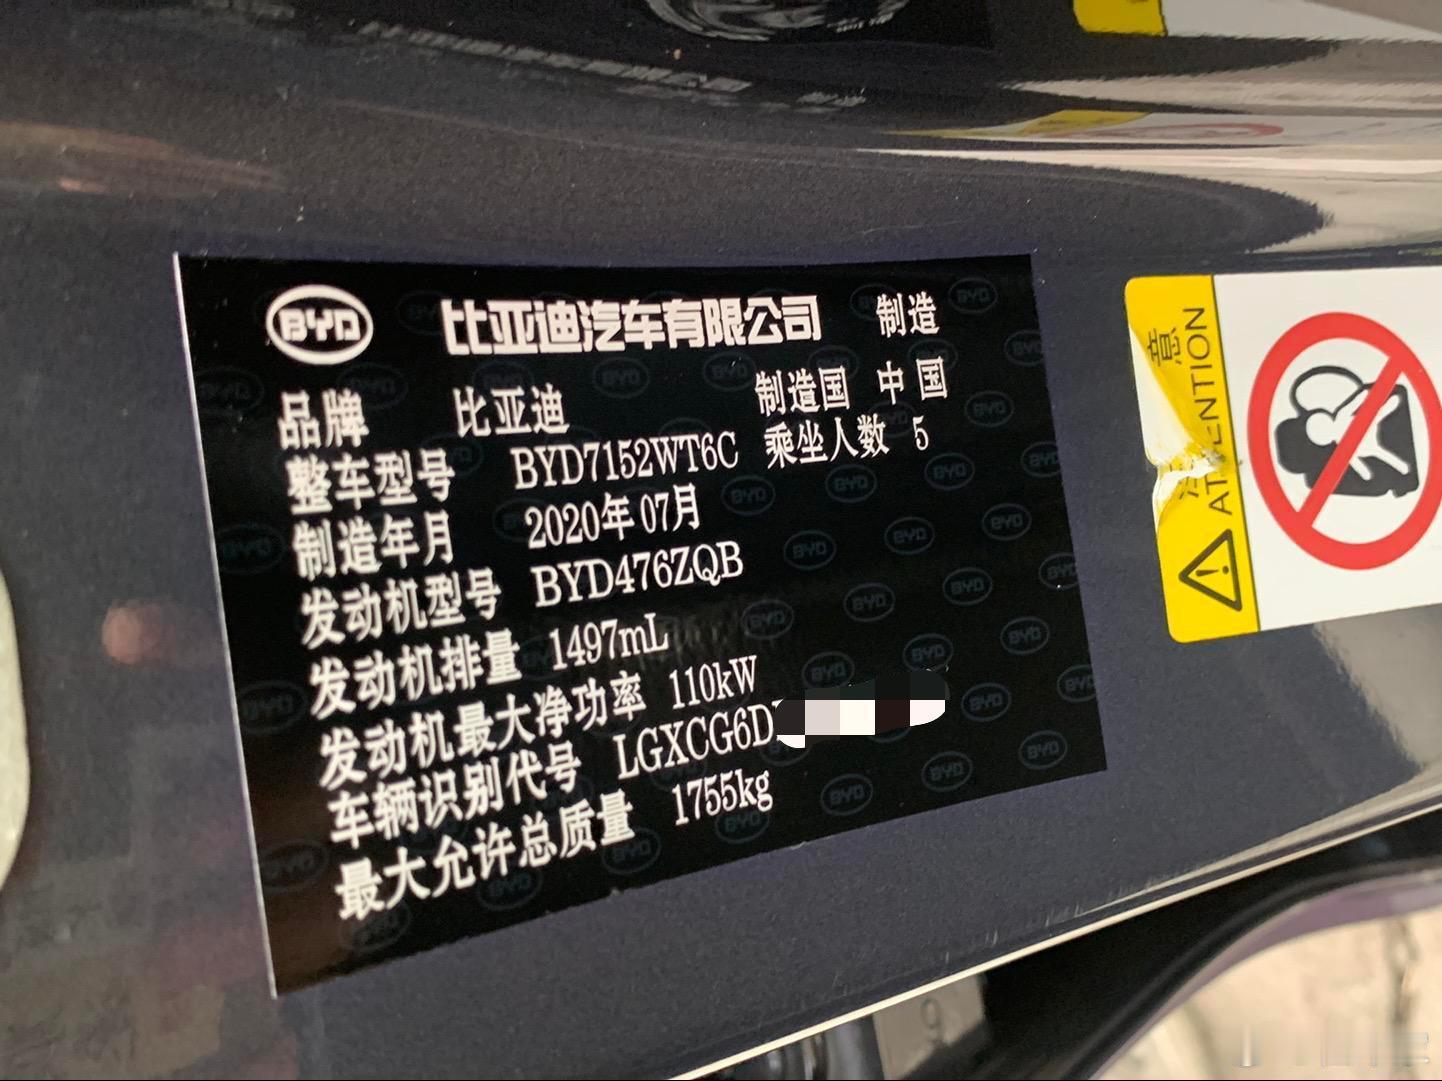 BYD 比亚迪汽车有限公司 制造
品牌 比亚迪 制造国 中国
整车型号 BYD7152WT6C 乘坐人数 5
制造年月 2020年07月
发动机型号 BYD476ZQB
发动机排量 1497mL
发动机最大净功率 110kW
车辆识别代号 LGXCG6D
最大允许总质量 1755kg
意
ATTENTION
9